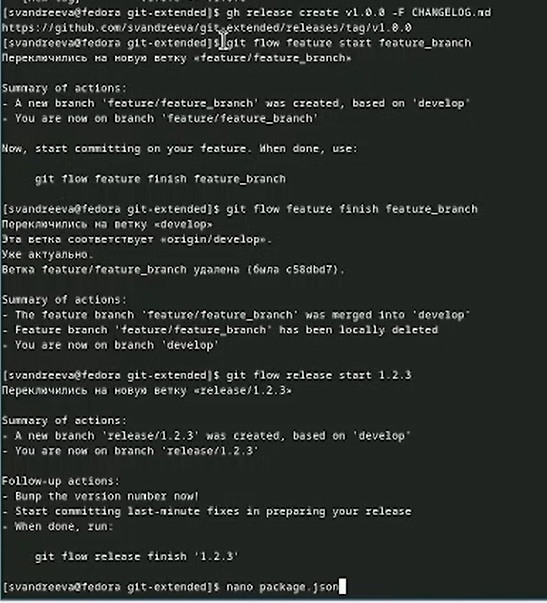 [svandreeva@fedora git-extended]$ gh release create v1.0.0 -F CHANGELOG.md
https://github.com/svandreeva/git-extended/releases/tag/v1.0.0
[svandreeva@fedora git-extended]$ git flow feature start feature_branch
Переключились на новую ветку «feature/feature_branch»
Summary of actions:
- A new branch 'feature/feature_branch' was created, based on 'develop'
- You are now on branch 'feature/feature_branch'
Now, start committing on your feature. When done, use:
git flow feature finish feature_branch
[svandreeva@fedora git-extended]$ git flow feature finish feature_branch
Переключились на ветку «develop»
Эта ветка соответствует «origin/develop».
Уже актуально.
Ветка feature/feature_branch удалена (была c58dbd7).
Summary of actions:
- The feature branch 'feature/feature_branch' was merged into 'develop'
- Feature branch 'feature/feature_branch' has been locally deleted
- You are now on branch 'develop'
[svandreeva@fedora git-extended]$ git flow release start 1.2.3
Переключились на новую ветку «release/1.2.3»
Summary of actions:
- A new branch 'release/1.2.3' was created, based on 'develop'
- You are now on branch 'release/1.2.3'
Follow-up actions:
- Bump the version number now!
- Start committing last-minute fixes in preparing your release
- When done, run:
git flow release finish '1.2.3'
[svandreeva@fedora git-extended]$ nano package.json